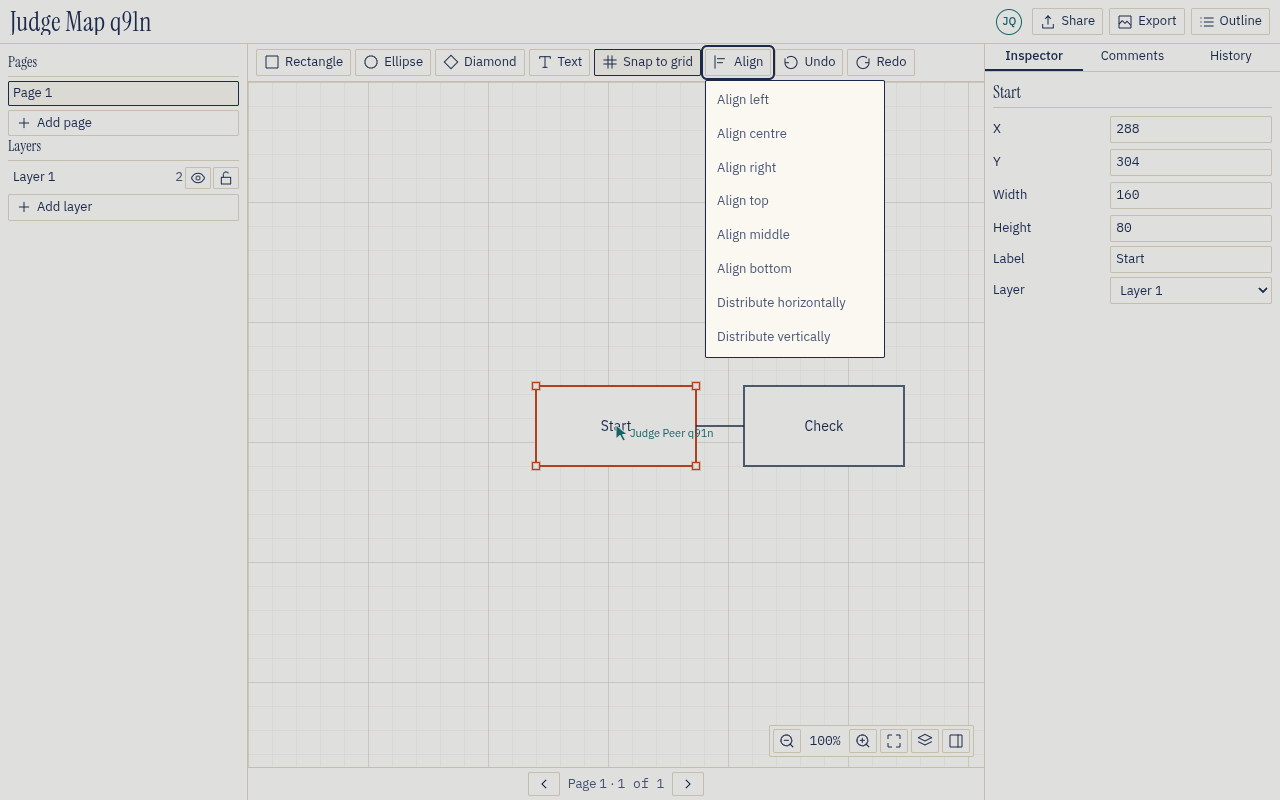 Judge Map q9ln
JQ
Share
Export
Outline
Pages
Page 1
Add page
Layers
Layer 1
2
Add layer
Rectangle
Ellipse
Diamond
Text
Snap to grid
Align
Undo
Redo
Align left
Align centre
Align right
Align top
Align middle
Align bottom
Distribute horizontally
Distribute vertically
Start
Judge Peer q91n
Check
100%
Page 1 · 1 of 1
Inspector
Comments
History
Start
X
288
Y
304
Width
160
Height
80
Label
Start
Layer
Layer 1